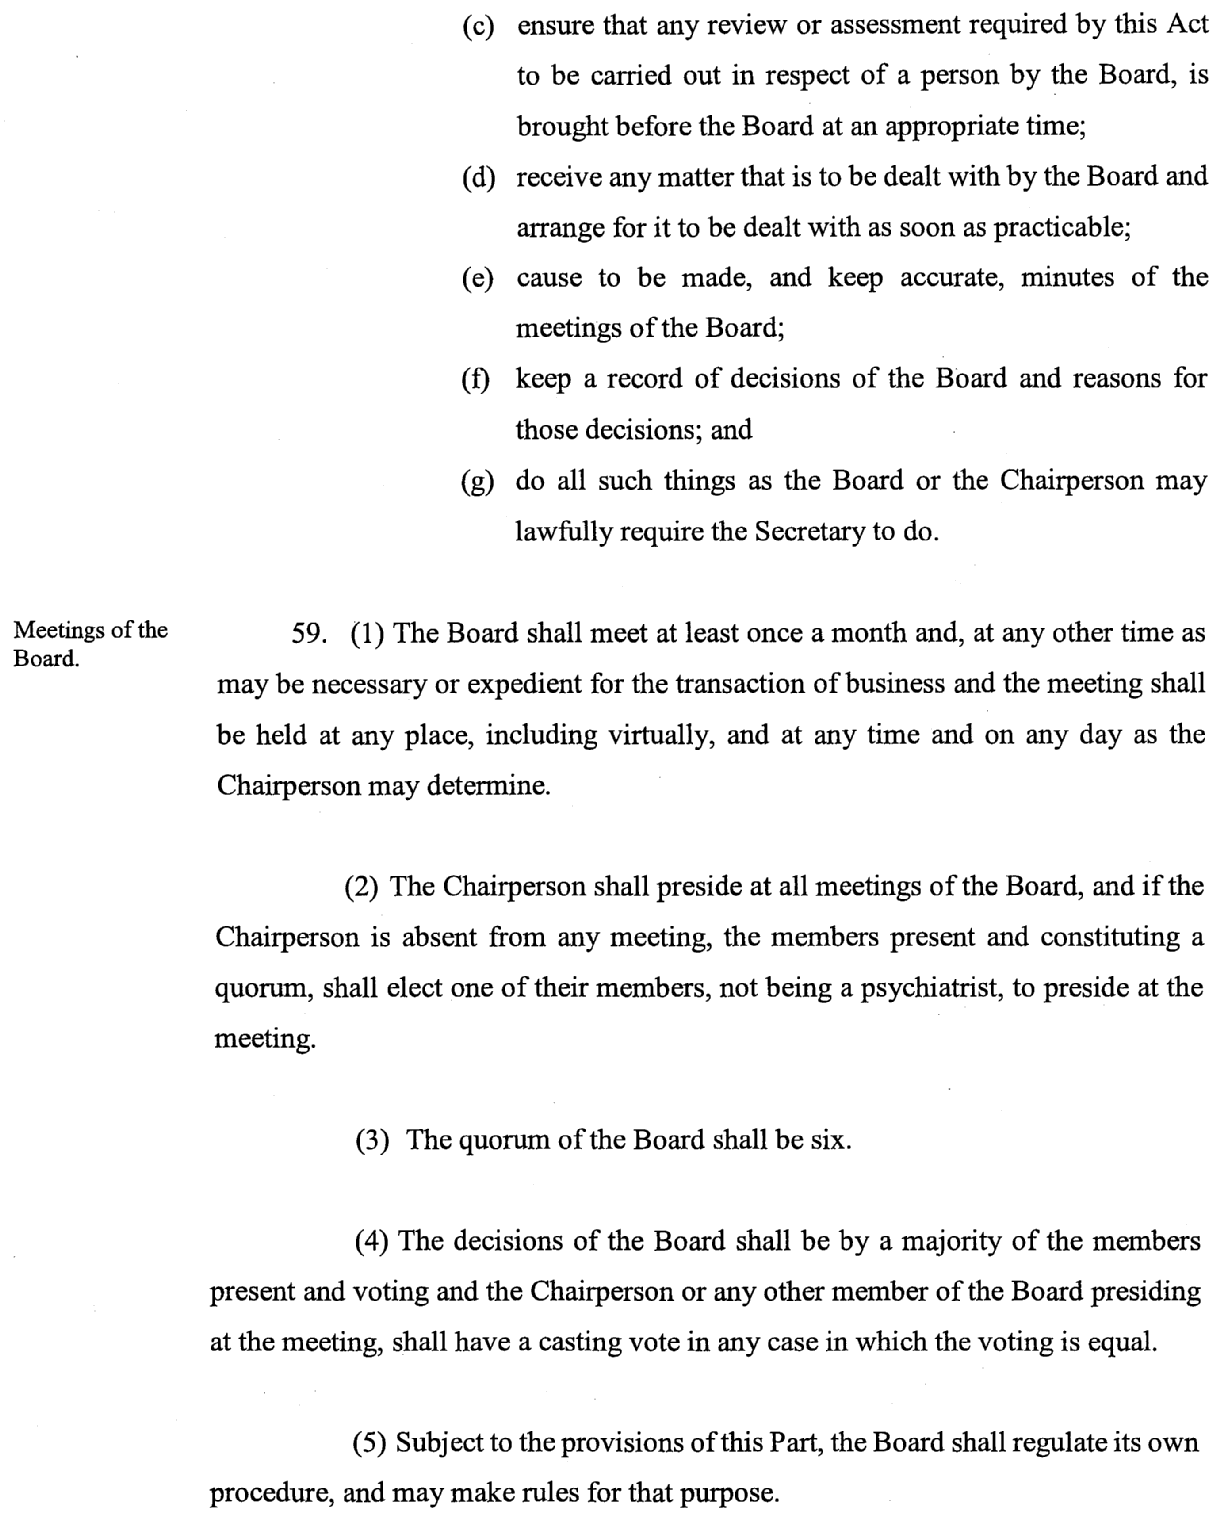 (c) ensure that any review or assessment required by this Act
to be carried out in respect of a person by the Board, is
brought before the Board at an appropriate time;
(d) receive any matter that is to be dealt with by the Board and
arrange for it to be dealt with as soon as practicable;
(e) cause to be made, and keep accurate, minutes of the
meetings of the Board;
(f) keep a record of decisions of the Board and reasons for
those decisions; and
(g) do all such things as the Board or the Chairperson may
lawfully require the Secretary to do.
Meetings of the
Board.
59. (1) The Board shall meet at least once a month and, at any other time as
may be necessary or expedient for the transaction of business and the meeting shall
be held at any place, including virtually, and at any time and on any day as the
Chairperson may determine.
(2) The Chairperson shall preside at all meetings of the Board, and if the
Chairperson is absent from any meeting, the members present and constituting a
quorum, shall elect one of their members, not being a psychiatrist, to preside at the
meeting.
(3) The quorum of the Board shall be six.
(4) The decisions of the Board shall be by a majority of the members
present and voting and the Chairperson or any other member of the Board presiding
at the meeting, shall have a casting vote in any case in which the voting is equal.
(5) Subject to the provisions of this Part, the Board shall regulate its own
procedure, and may make rules for that purpose.